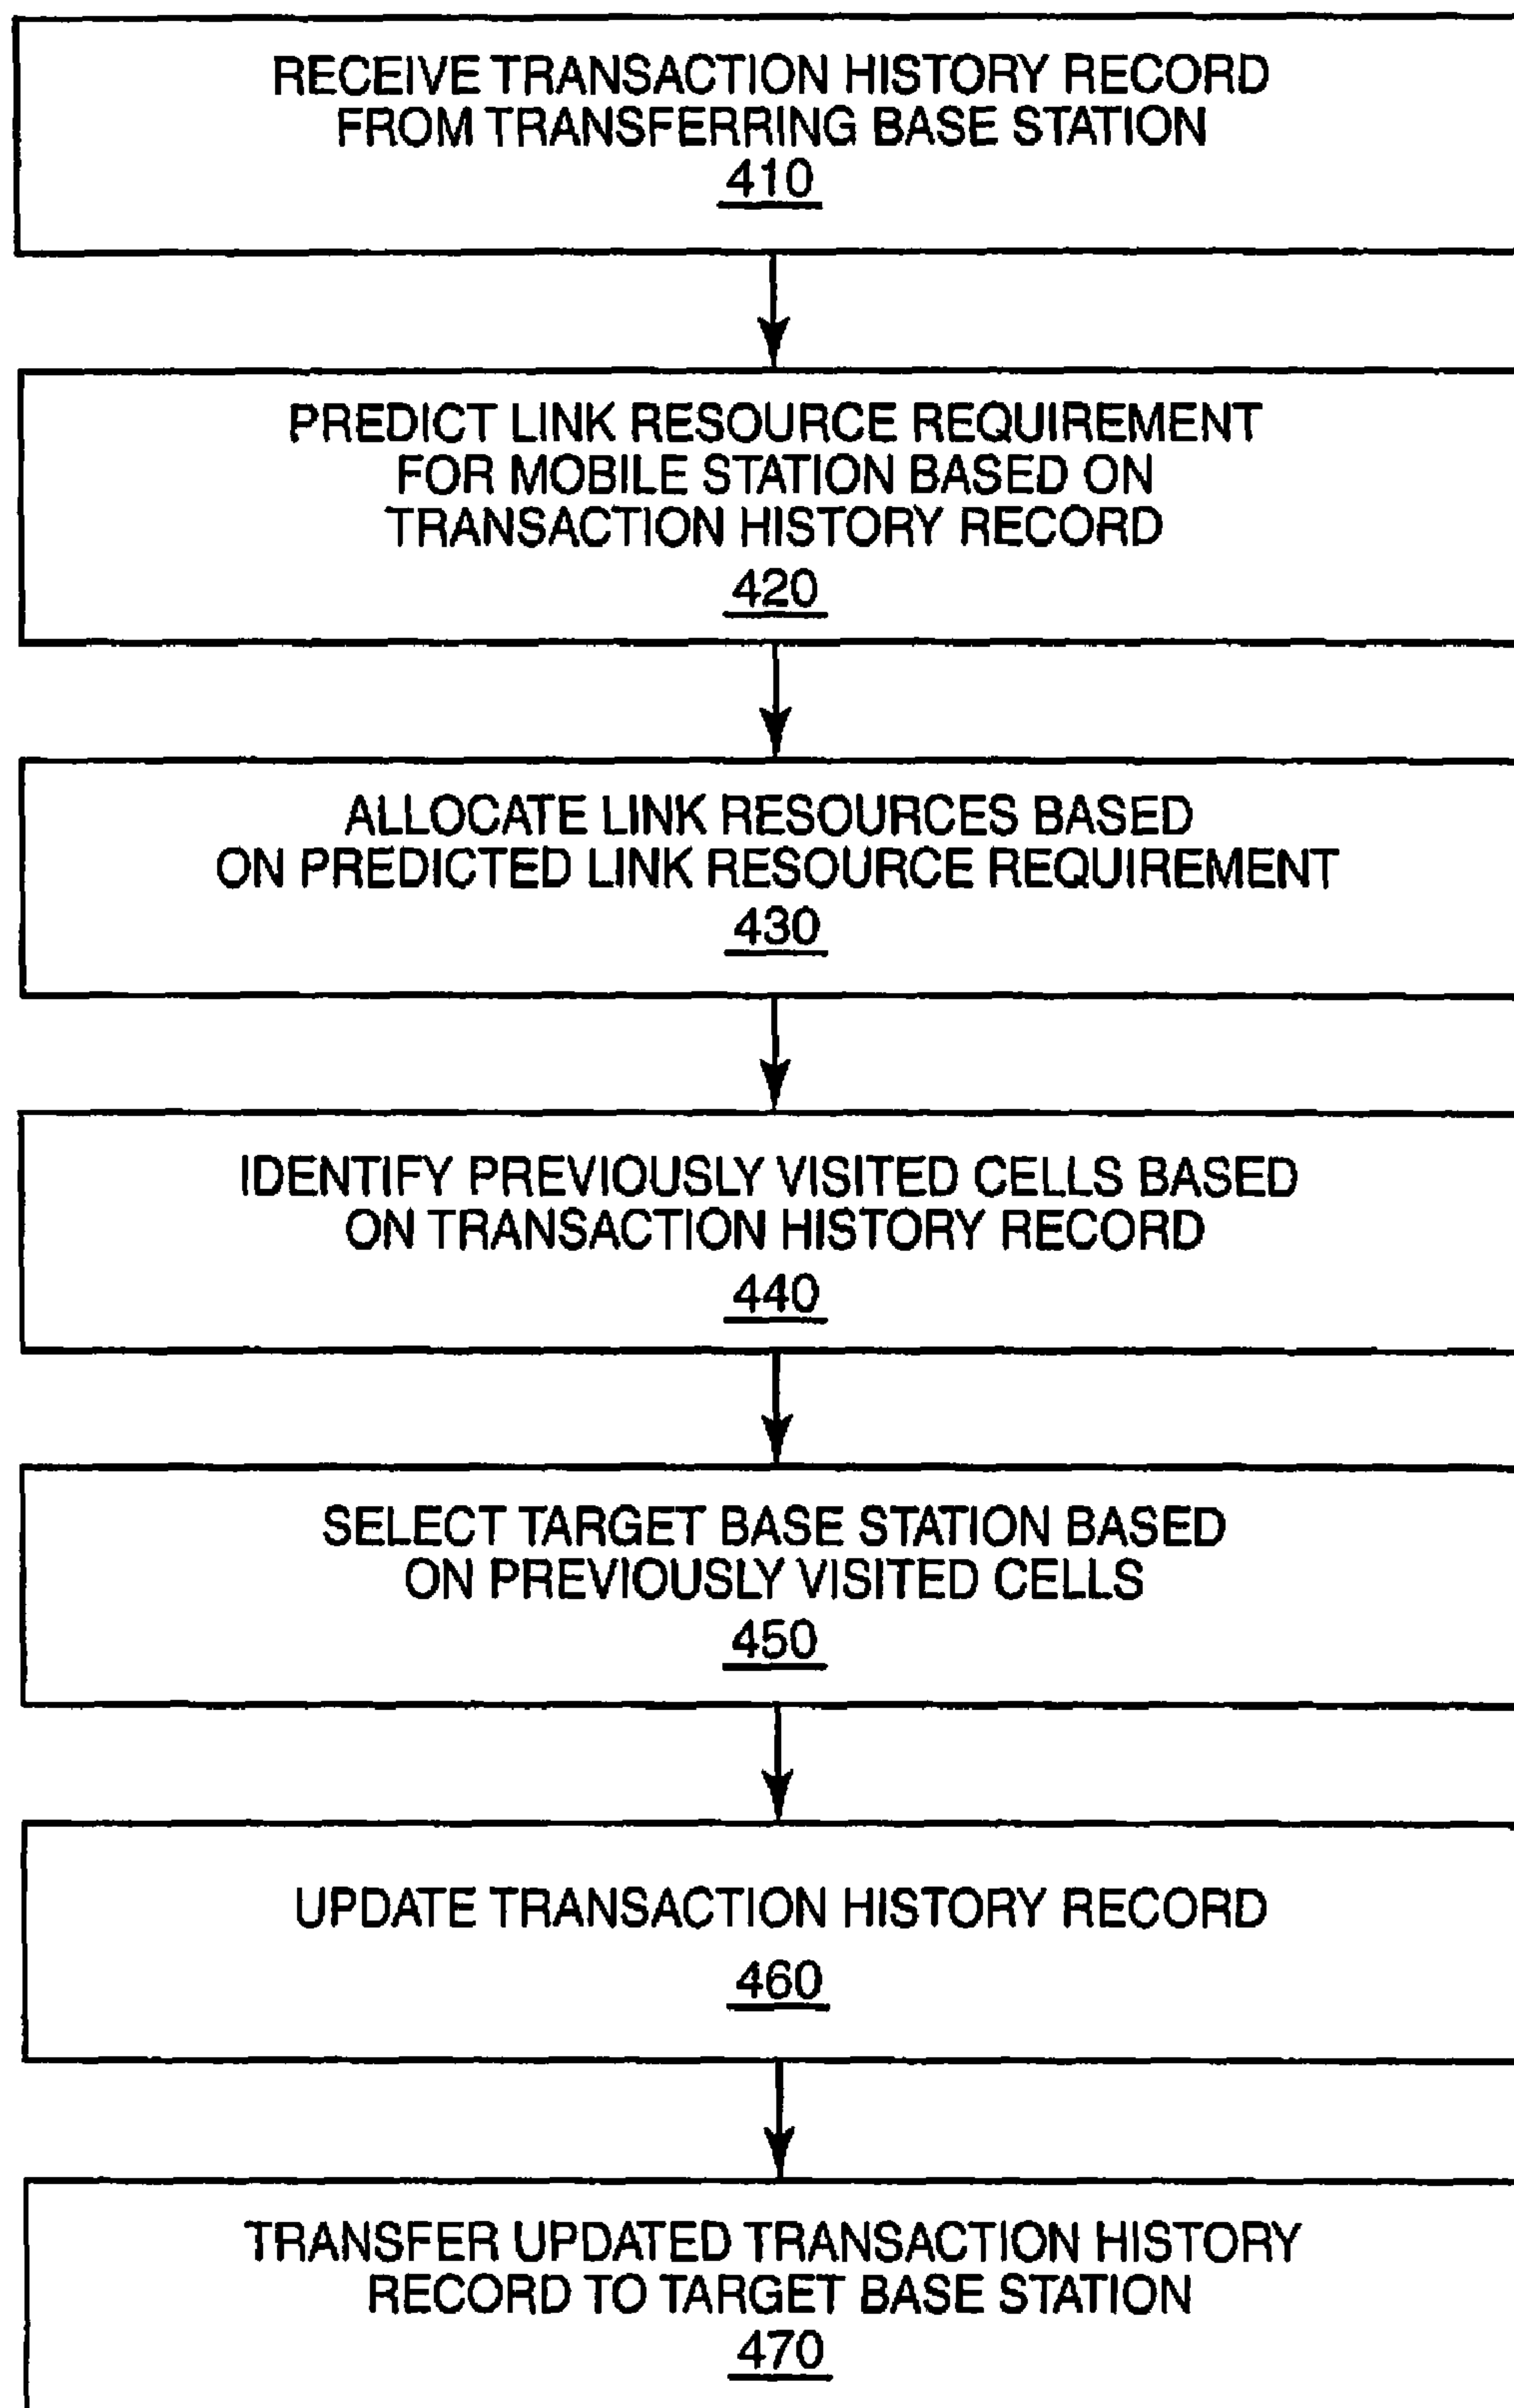 RECEIVE TRANSACTION HISTORY RECORD
FROM TRANSFERRING BASE STATION
410
PREDICT LINK RESOURCE REQUIREMENT
FOR MOBILE STATION BASED ON
TRANSACTION HISTORY RECORD
420
ALLOCATE LINK RESOURCES BASED
ON PREDICTED LINK RESOURCE REQUIREMENT
430
IDENTIFY PREVIOUSLY VISITED CELLS BASED
ON TRANSACTION HISTORY RECORD
440
SELECT TARGET BASE STATION BASED
ON PREVIOUSLY VISITED CELLS
450
UPDATE TRANSACTION HISTORY RECORD
460
TRANSFER UPDATED TRANSACTION HISTORY
RECORD TO TARGET BASE STATION
470